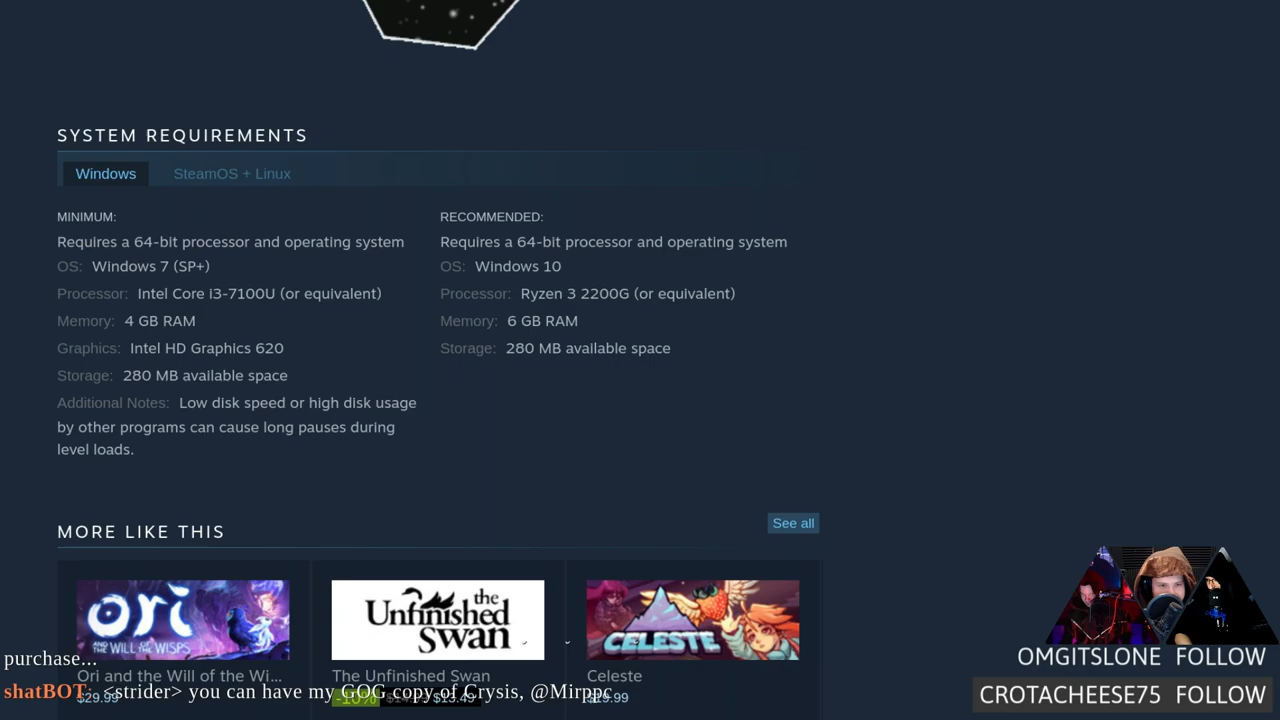 SYSTEM REQUIREMENTS
Windows
SteamOS + Linux
MINIMUM:
Requires a 64-bit processor and operating system
OS: Windows 7 (SP+)
Processor: Intel Core i3-7100U (or equivalent)
Memory: 4 GB RAM
Graphics: Intel HD Graphics 620
Storage: 280 MB available space
Additional Notes: Low disk speed or high disk usage
by other programs can cause long pauses during
level loads.
RECOMMENDED:
Requires a 64-bit processor and operating system
OS: Windows 10
Processor: Ryzen 3 2200G (or equivalent)
Memory: 6 GB RAM
Storage: 280 MB available space
MORE LIKE THIS
See all
ori
AND THE WILL OF THE WISPS
the
Unfinished
swan
CELESTE
Ori and the Will of the Wi...
The Unfinished Swan
Celeste
$29.99
-10% $13.49
$19.99
purchase...
shatBOT: <strider> you can have my GOG copy of Crysis, @Mirppc
OMGITSLONE FOLLOW
CROTACHEESE75 FOLLOW